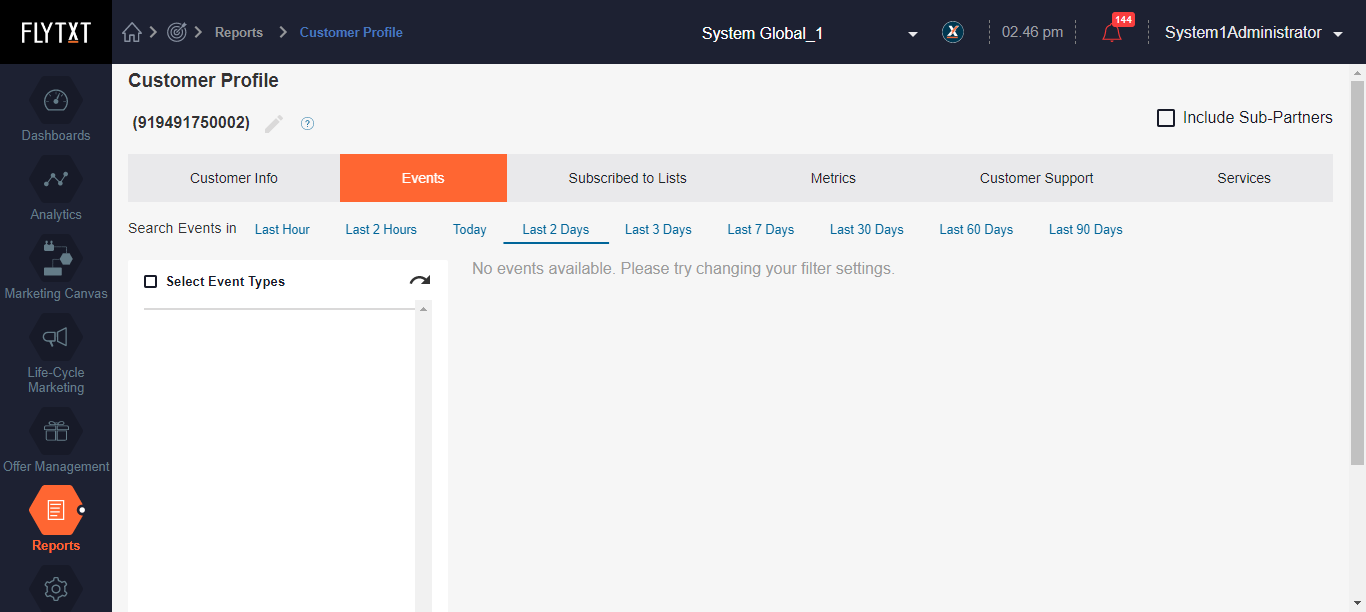 FLYTXT
Reports
Customer Profile
System Global_1
X
02.46 pm
144
System1Administrator
Dashboards
Analytics
Marketing Canvas
Life-Cycle
Marketing
Offer Management
Reports
Customer Profile
(919491750002)
?
Include Sub-Partners
Customer Info
Events
Subscribed to Lists
Metrics
Customer Support
Services
Search Events in
Last Hour
Last 2 Hours
Today
Last 2 Days
Last 3 Days
Last 7 Days
Last 30 Days
Last 60 Days
Last 90 Days
Select Event Types
No events available. Please try changing your filter settings.